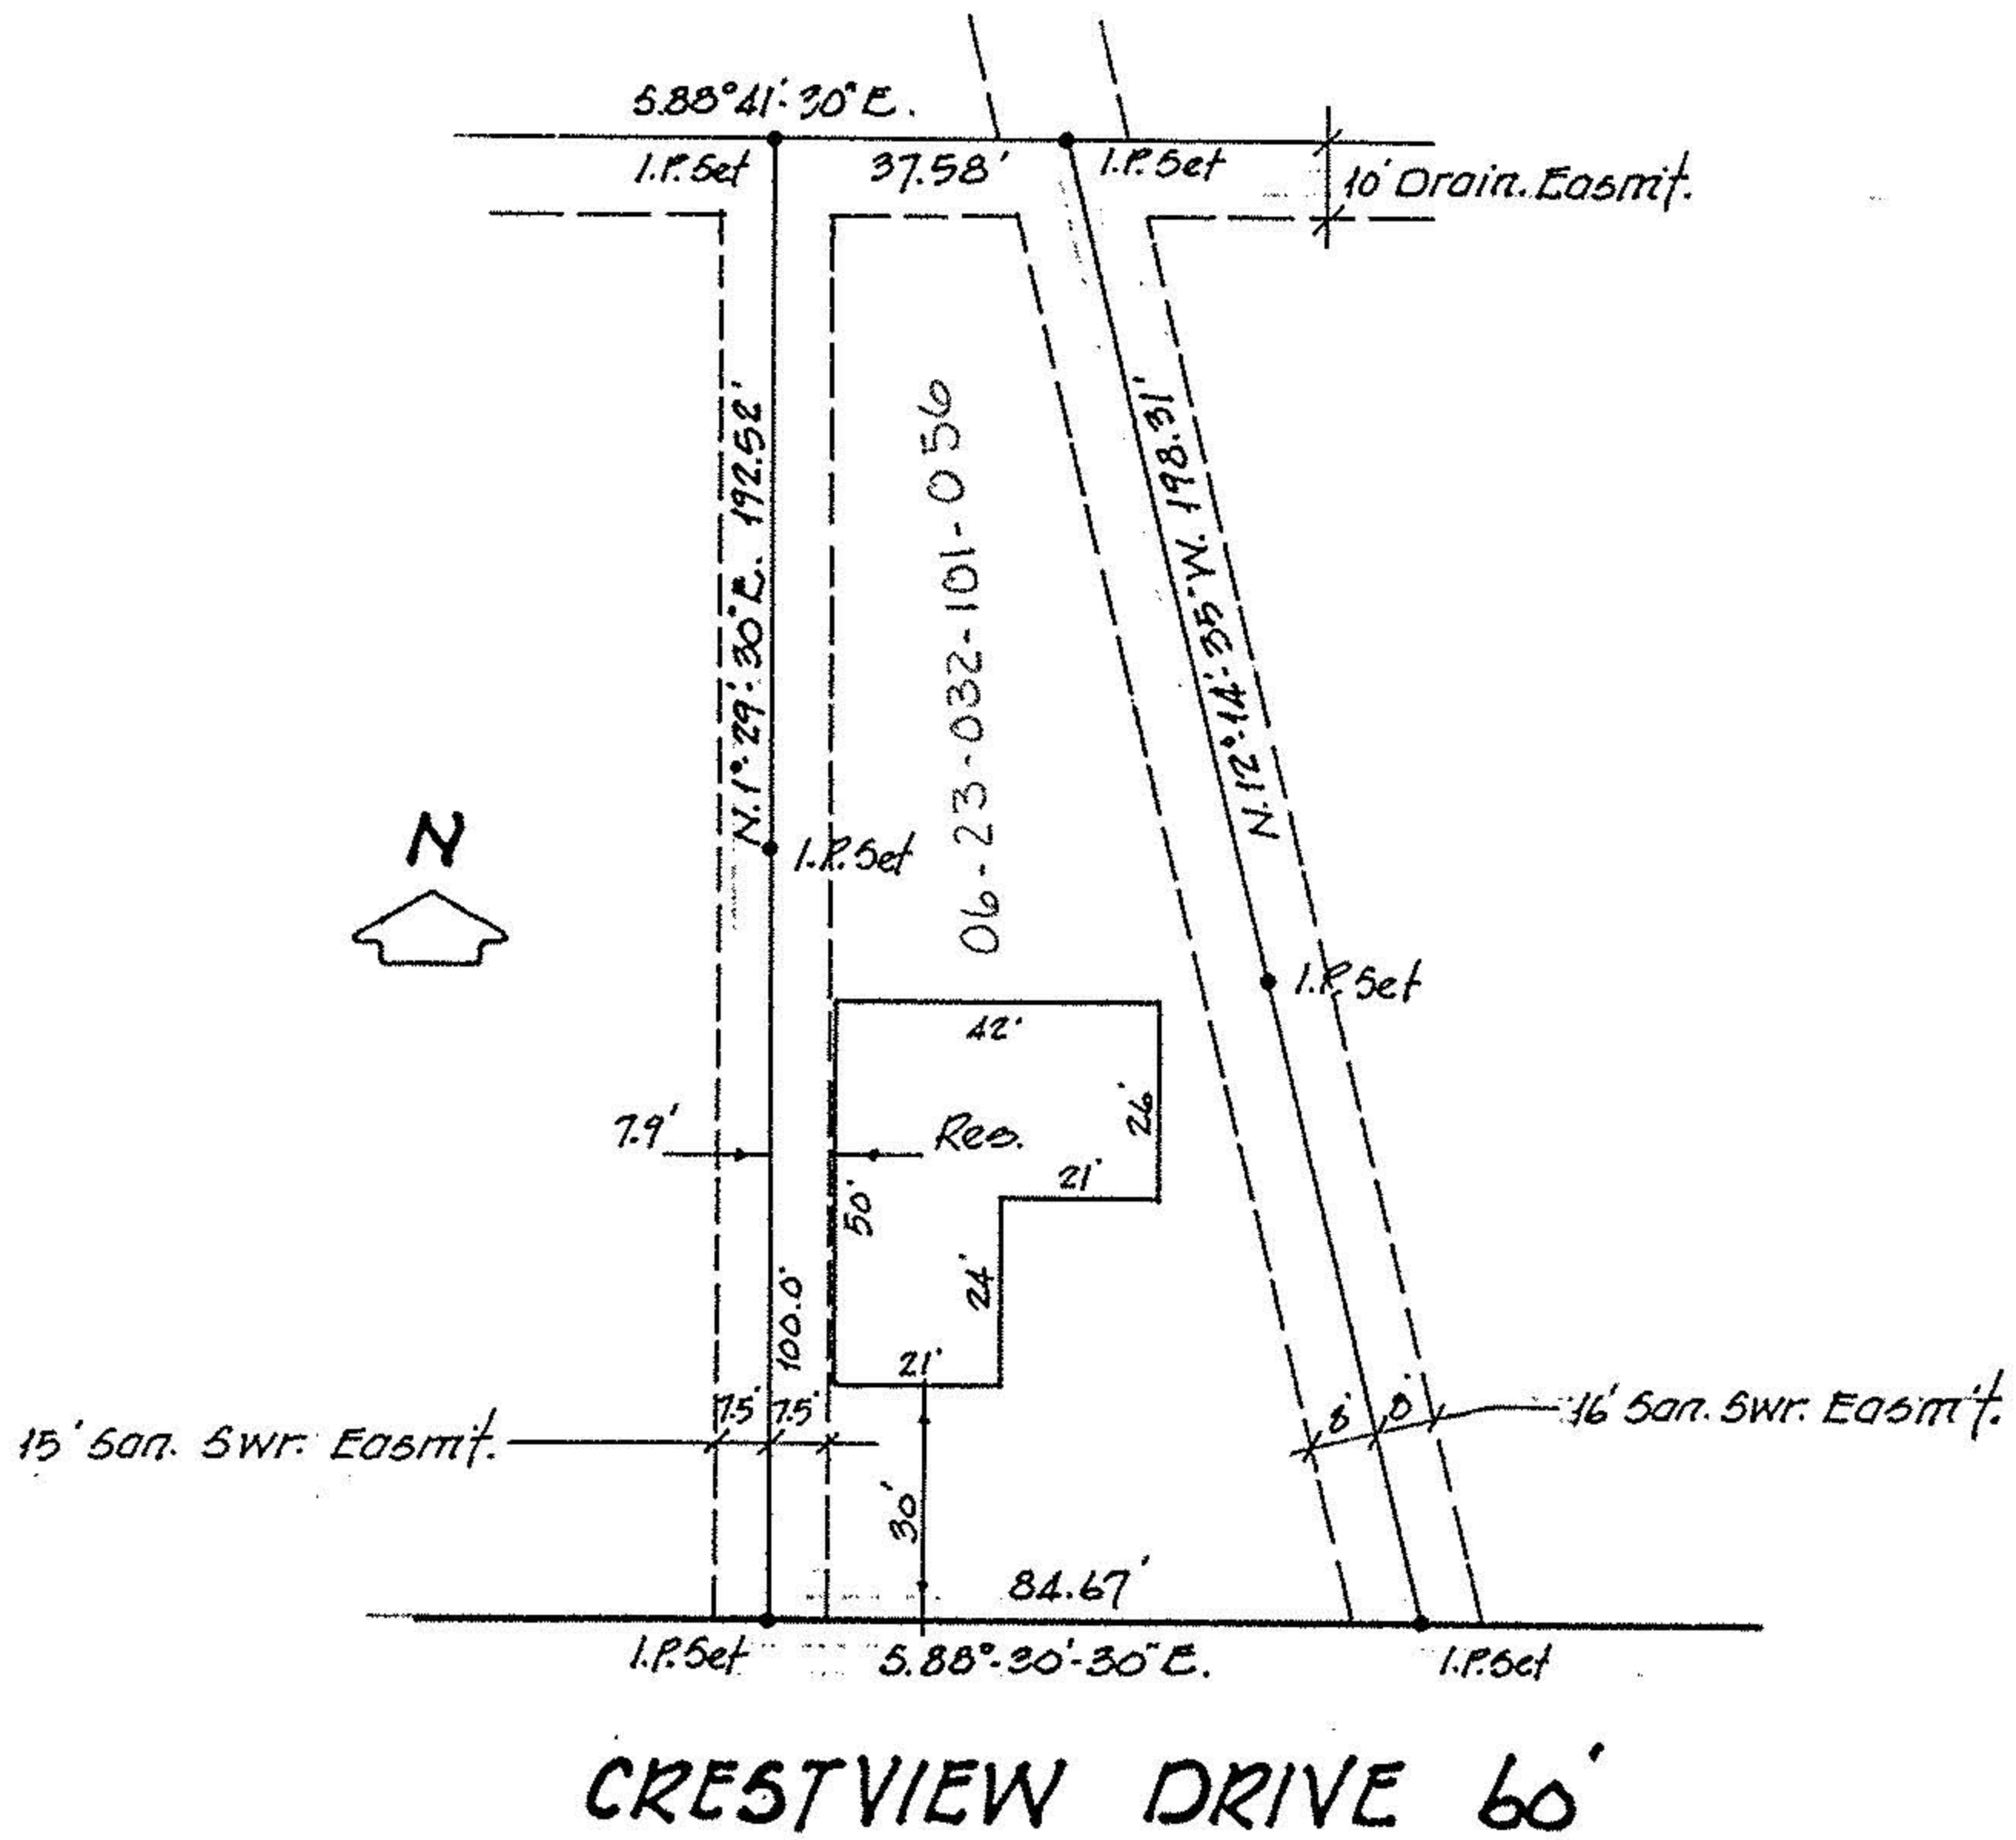 S.88°41'-30"E.
I.P.Set
37.58'
I.P.Set
10' Drain. Easmt.
N.1°-29'-30"E. 192.52'
06-23-032-101-056
N.12°-14'-35"W. 198.31'
N
I.P.Set
I.P.Set
42'
26'
7.9'
Res.
21'
50'
24'
100.0'
21'
7.5' 7.5'
8' 8'
15' San. Swr. Easmt.
16' San. Swr. Easmt.
30'
84.67'
I.P.Set
S.88°-30'-30"E.
I.P.Set
CRESTVIEW DRIVE 60'